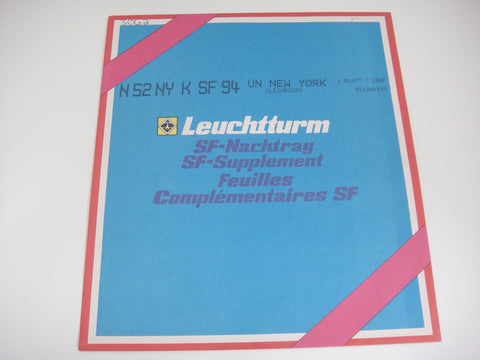 N 52 NY K SF 94 UN NEW YORK 1 BLATT / LEAF
KLEINBOGEN
Leuchtturm
SF-Nachtrag
SF-Supplement
Feuilles
Complémentaires SF